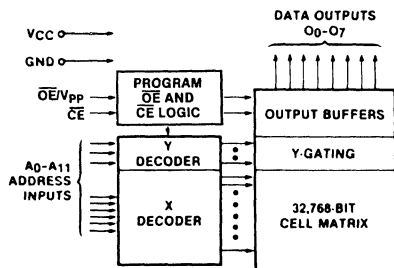 DATA OUTPUTS
O0-O7
VCC
GND
OE/VPP
CE
PROGRAM
OE AND
CE LOGIC
OUTPUT BUFFERS
Y
DECODER
Y-GATING
A0-A11
ADDRESS
INPUTS
X
DECODER
32,768-BIT
CELL MATRIX